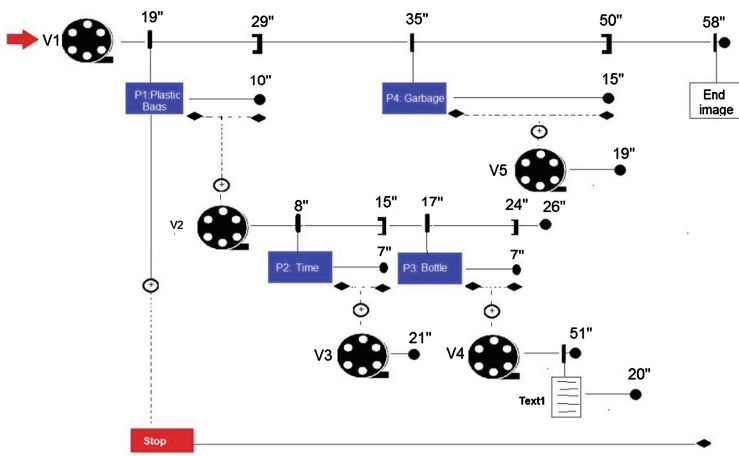 19"
29"
35"
50"
58"
V1
P1:Plastic
Bags
10"
P4: Garbage
15"
End
image
V5
19"
V2
8"
15"
17"
24"
26"
P2: Time
7"
P3: Bottle
7"
V3
21"
V4
51"
Text1
20"
Stop